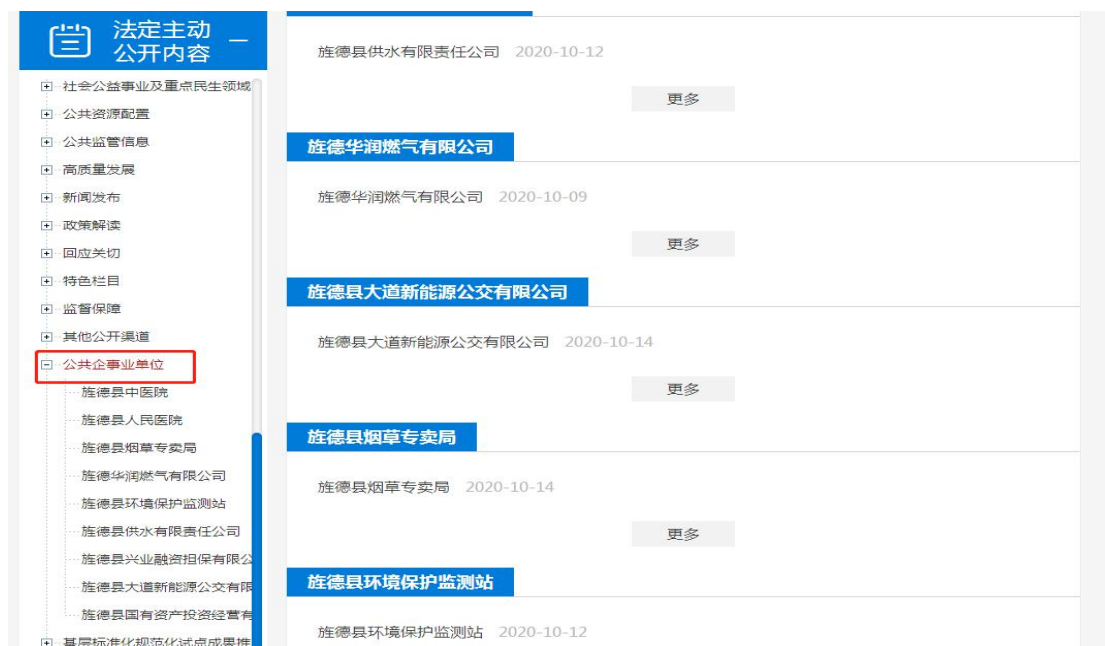 法定主动
公开内容
社会公益事业及重点民生领域
公共资源配置
公共监管信息
高质量发展
新闻发布
政策解读
回应关切
特色栏目
监督保障
其他公开渠道
公共企事业单位
旌德县中医院
旌德县人民医院
旌德县烟草专卖局
旌德华润燃气有限公司
旌德县环境保护监测站
旌德县供水有限责任公司
旌德县兴业融资担保有限公
旌德县大道新能源公交有限
旌德县国有资产投资经营有
基层标准化规范化试点成果推
旌德县供水有限责任公司 2020-10-12
更多
旌德华润燃气有限公司
旌德华润燃气有限公司 2020-10-09
更多
旌德县大道新能源公交有限公司
旌德县大道新能源公交有限公司 2020-10-14
更多
旌德县烟草专卖局
旌德县烟草专卖局 2020-10-14
更多
旌德县环境保护监测站
旌德县环境保护监测站 2020-10-12